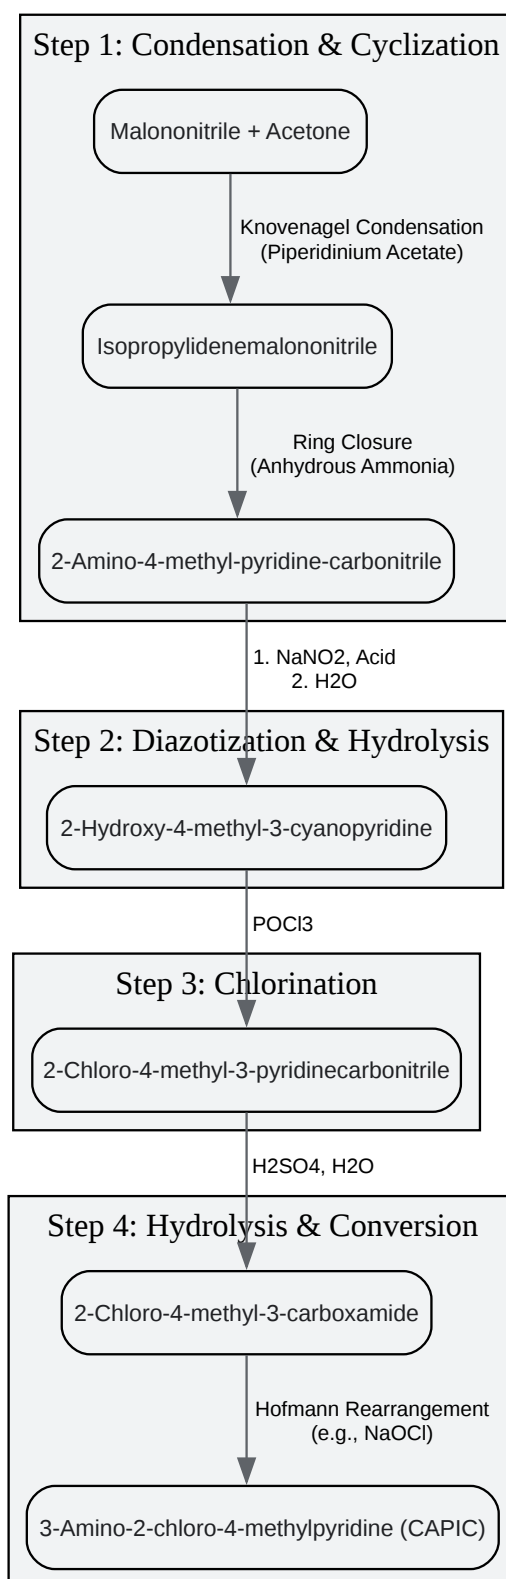 Step 1: Condensation & Cyclization
Malononitrile + Acetone
Knovenagel Condensation
(Piperidinium Acetate)
Isopropylidenemalononitrile
Ring Closure
(Anhydrous Ammonia)
2-Amino-4-methyl-pyridine-carbonitrile
1. NaNO2, Acid
2. H2O
Step 2: Diazotization & Hydrolysis
2-Hydroxy-4-methyl-3-cyanopyridine
POCl3
Step 3: Chlorination
2-Chloro-4-methyl-3-pyridinecarbonitrile
H2SO4, H2O
Step 4: Hydrolysis & Conversion
2-Chloro-4-methyl-3-carboxamide
Hofmann Rearrangement
(e.g., NaOCl)
3-Amino-2-chloro-4-methylpyridine (CAPIC)